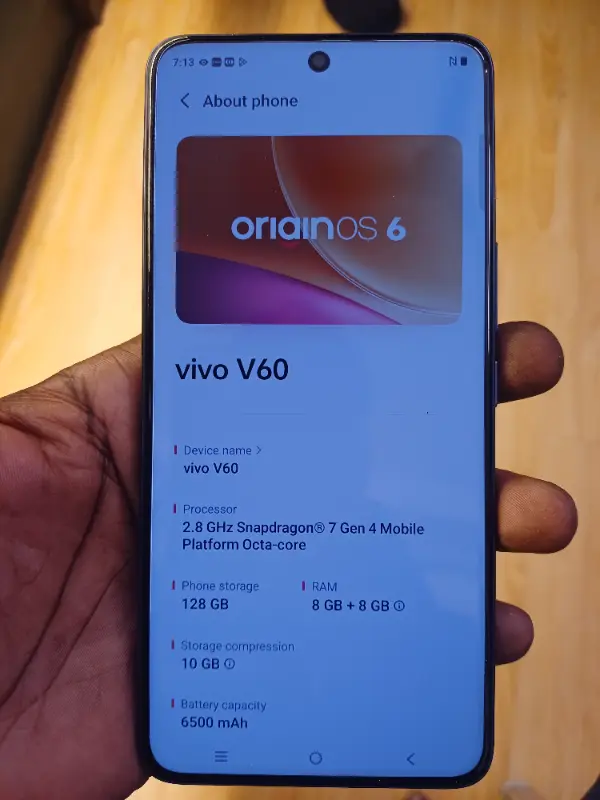 7:13
About phone
OriginOS 6
vivo V60
Device name
vivo V60
Processor
2.8 GHz Snapdragon® 7 Gen 4 Mobile
Platform Octa-core
Phone storage RAM
128 GB 8 GB + 8 GB
Storage compression
10 GB
Battery capacity
6500 mAh